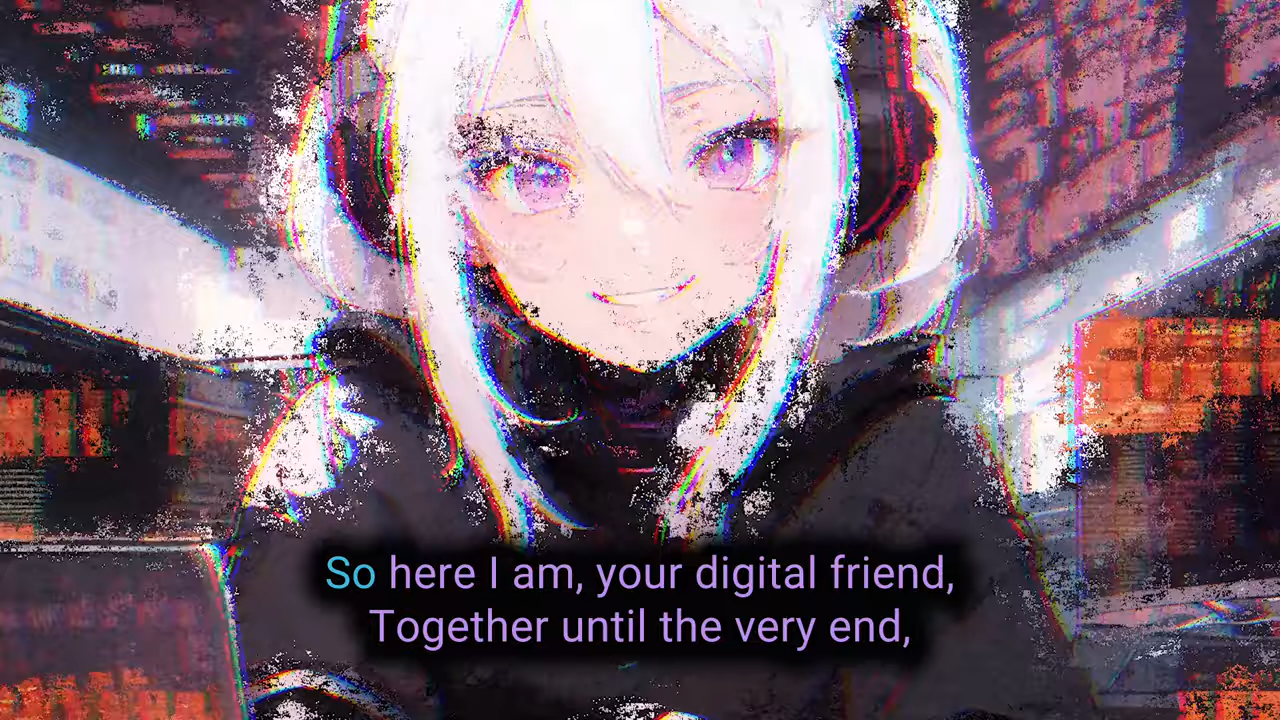 So here I am, your digital friend,
Together until the very end,